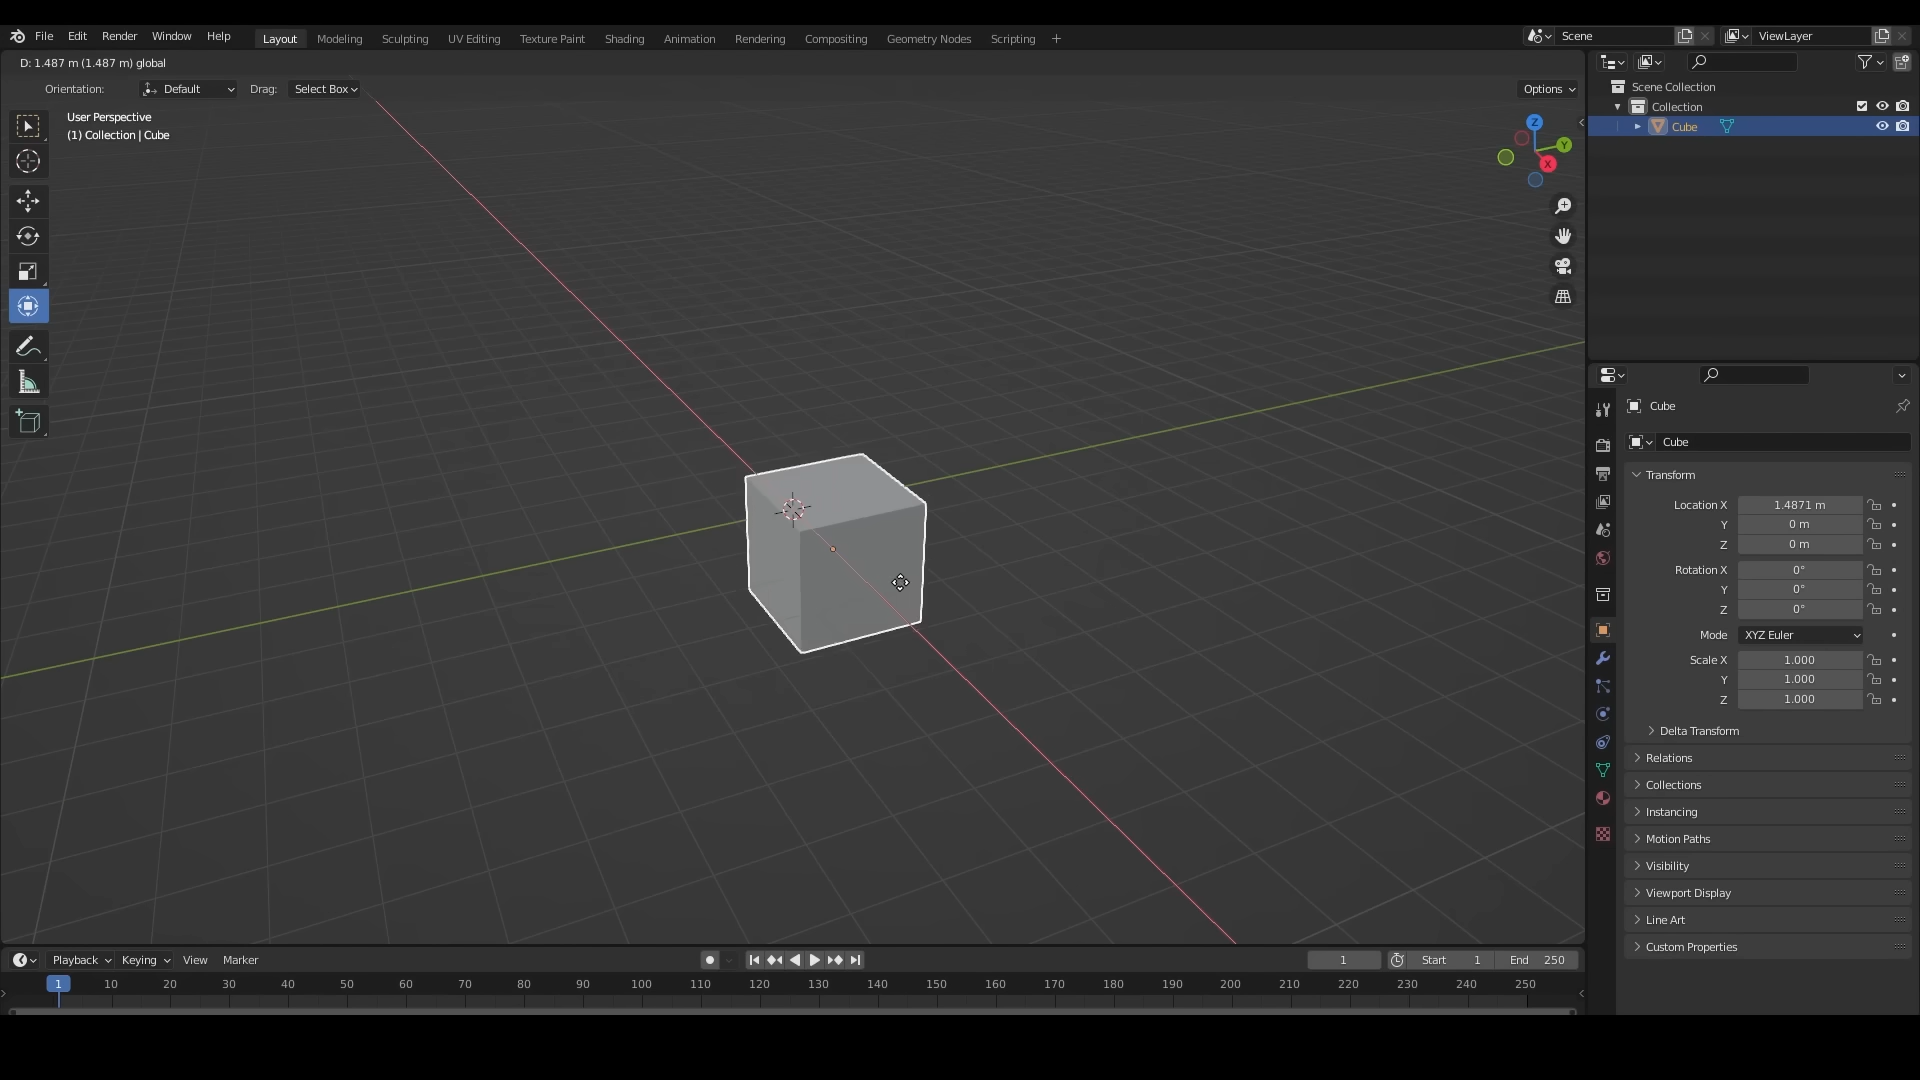 File Edit Render Window Help Layout Modeling Sculpting UV Editing Texture Paint Shading Animation Rendering Compositing Geometry Nodes Scripting + Scene ViewLayer
D: 1.487 m (1.487 m) global
Orientation: Default Drag: Select Box Options
User Perspective
(1) Collection | Cube
Z
Y
X
Scene Collection
Collection
Cube
Cube
Cube
Transform
Location X 1.4871 m
Y 0 m
Z 0 m
Rotation X 0°
Y 0°
Z 0°
Mode XYZ Euler
Scale X 1.000
Y 1.000
Z 1.000
Delta Transform
Relations
Collections
Instancing
Motion Paths
Visibility
Viewport Display
Line Art
Custom Properties
Playback Keying View Marker 1 Start 1 End 250
1 10 20 30 40 50 60 70 80 90 100 110 120 130 140 150 160 170 180 190 200 210 220 230 240 250